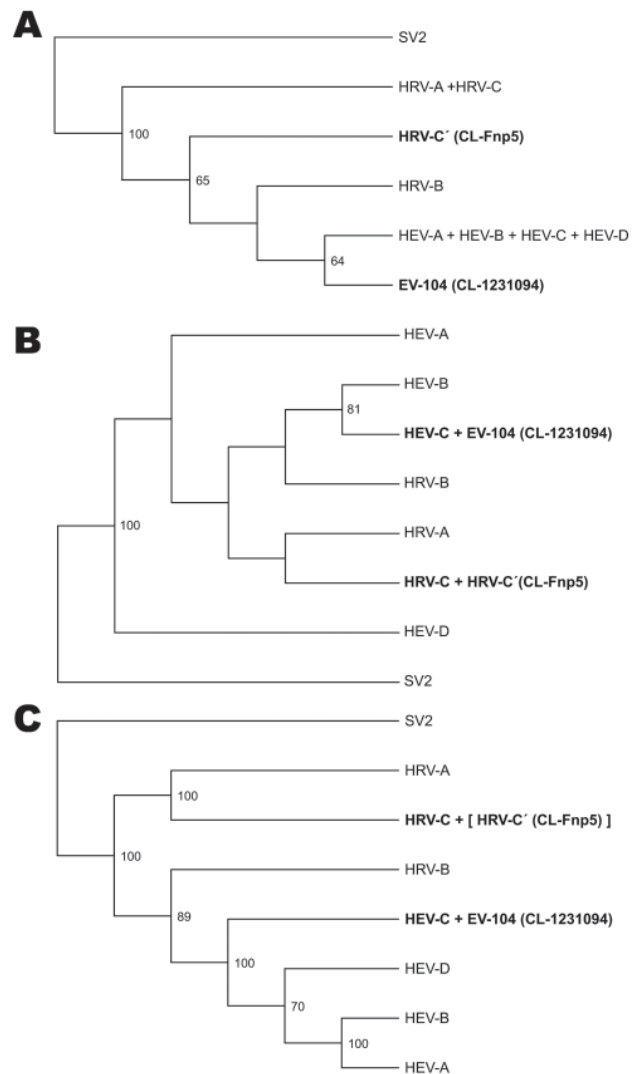 A
SV2
HRV-A +HRV-C
100
HRV-C´ (CL-Fnp5)
65
HRV-B
HEV-A + HEV-B + HEV-C + HEV-D
64
EV-104 (CL-1231094)
B
HEV-A
HEV-B
81
HEV-C + EV-104 (CL-1231094)
HRV-B
100
HRV-A
HRV-C + HRV-C´(CL-Fnp5)
HEV-D
SV2
C
SV2
HRV-A
100
HRV-C + [ HRV-C´ (CL-Fnp5) ]
100
HRV-B
89
HEV-C + EV-104 (CL-1231094)
100
HEV-D
70
HEV-B
100
HEV-A